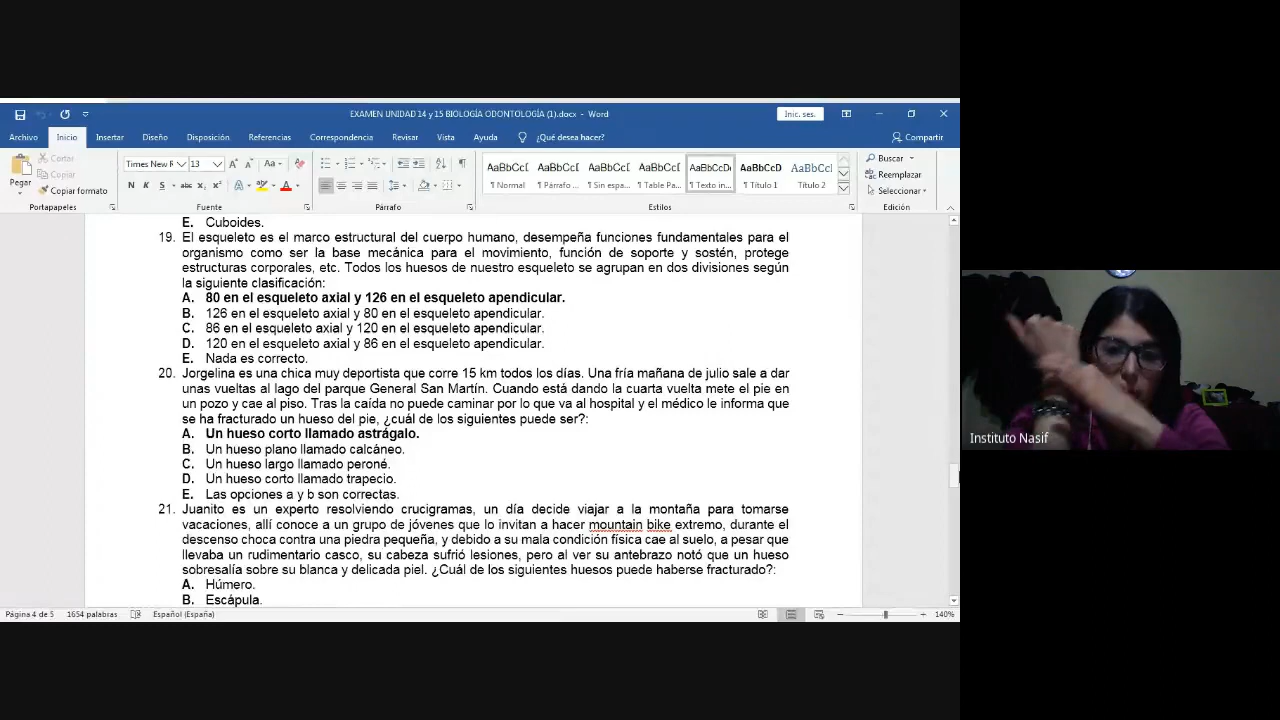 EXAMEN UNIDAD 14 y 15 BIOLOGÍA ODONTOLOGÍA (1).docx - Word
Inic. ses.
Archivo Inicio Insertar Diseño Disposición Referencias Correspondencia Revisar Vista Ayuda ¿Qué desea hacer? Compartir
Pegar
Cortar
Copiar
Copiar formato
Portapapeles
Times New R 13
Aa
N K S abc x₂ x²
Fuente
Párrafo
AaBbCcI AaBbCcI AaBbCcI AaBbCcI AaBbCcDi AaBbCcD AaBbCcI
¶ Normal ¶ Párrafo ... ¶ Sin espa... ¶ Table Pa... ¶ Texto in... ¶ Título 1 Título 2
Estilos
Buscar
Reemplazar
Seleccionar
Edición
E. Cuboides.
19. El esqueleto es el marco estructural del cuerpo humano, desempeña funciones fundamentales para el
organismo como ser la base mecánica para el movimiento, función de soporte y sostén, protege
estructuras corporales, etc. Todos los huesos de nuestro esqueleto se agrupan en dos divisiones según
la siguiente clasificación:
A. 80 en el esqueleto axial y 126 en el esqueleto apendicular.
B. 126 en el esqueleto axial y 80 en el esqueleto apendicular.
C. 86 en el esqueleto axial y 120 en el esqueleto apendicular.
D. 120 en el esqueleto axial y 86 en el esqueleto apendicular.
E. Nada es correcto.
20. Jorgelina es una chica muy deportista que corre 15 km todos los días. Una fría mañana de julio sale a dar
unas vueltas al lago del parque General San Martín. Cuando está dando la cuarta vuelta mete el pie en
un pozo y cae al piso. Tras la caída no puede caminar por lo que va al hospital y el médico le informa que
se ha fracturado un hueso del pie, ¿cuál de los siguientes puede ser?:
A. Un hueso corto llamado astrágalo.
B. Un hueso plano llamado calcáneo.
C. Un hueso largo llamado peroné.
D. Un hueso corto llamado trapecio.
E. Las opciones a y b son correctas.
21. Juanito es un experto resolviendo crucigramas, un día decide viajar a la montaña para tomarse
vacaciones, allí conoce a un grupo de jóvenes que lo invitan a hacer mountain bike extremo, durante el
descenso choca contra una piedra pequeña, y debido a su mala condición física cae al suelo, a pesar que
llevaba un rudimentario casco, su cabeza sufrió lesiones, pero al ver su antebrazo notó que un hueso
sobresalía sobre su blanca y delicada piel. ¿Cuál de los siguientes huesos puede haberse fracturado?:
A. Húmero.
B. Escápula.
Página 4 de 5 1654 palabras Español (España) 140%
Instituto Nasif